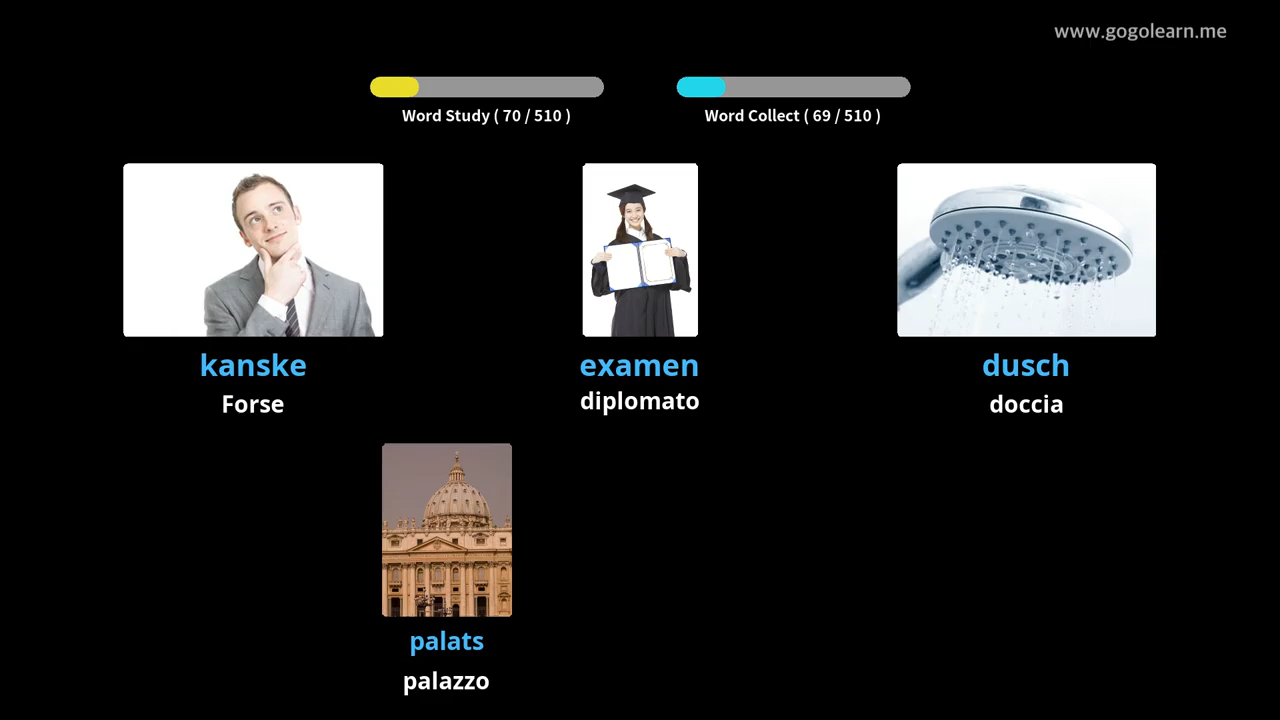 www.gogolearn.me
Word Study ( 70 / 510 )
Word Collect ( 69 / 510 )
kanske
Forse
examen
diplomato
dusch
doccia
palats
palazzo